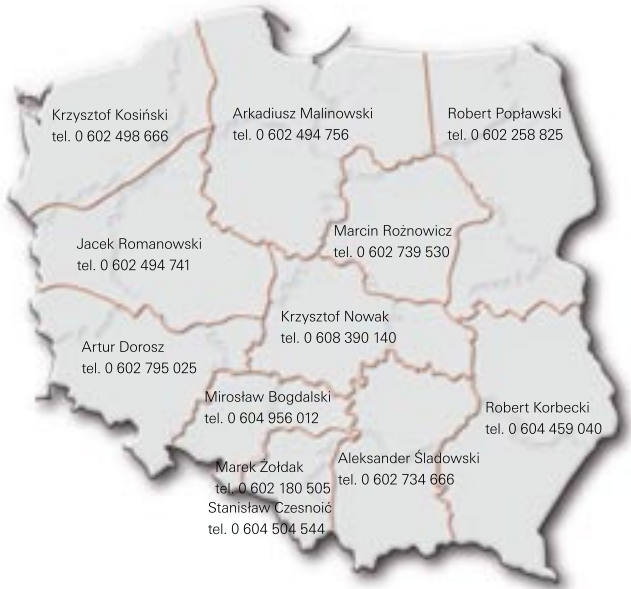 Krzysztof Kosiński
tel. 0 602 498 666
Arkadiusz Malinowski
tel. 0 602 494 756
Robert Popławski
tel. 0 602 258 825
Jacek Romanowski
tel. 0 602 494 741
Marcin Rożnowicz
tel. 0 602 739 530
Krzysztof Nowak
tel. 0 608 390 140
Artur Dorosz
tel. 0 602 795 025
Mirosław Bogdalski
tel. 0 604 956 012
Robert Korbecki
tel. 0 604 459 040
Marek Żołdak
tel. 0 602 180 505
Stanisław Czesnoić
tel. 0 604 504 544
Aleksander Śladowski
tel. 0 602 734 666